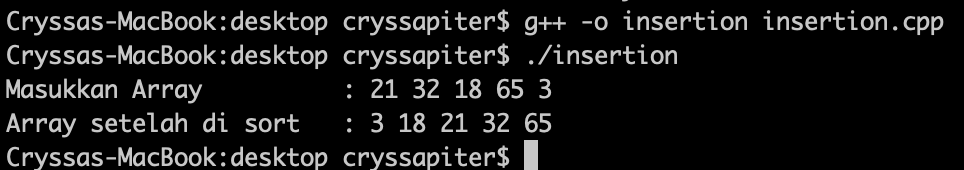 Cryssas-MacBook:desktop cryssapiter$ g++ -o insertion insertion.cpp
Cryssas-MacBook:desktop cryssapiter$ ./insertion
Masukkan Array : 21 32 18 65 3
Array setelah di sort : 3 18 21 32 65
Cryssas-MacBook:desktop cryssapiter$